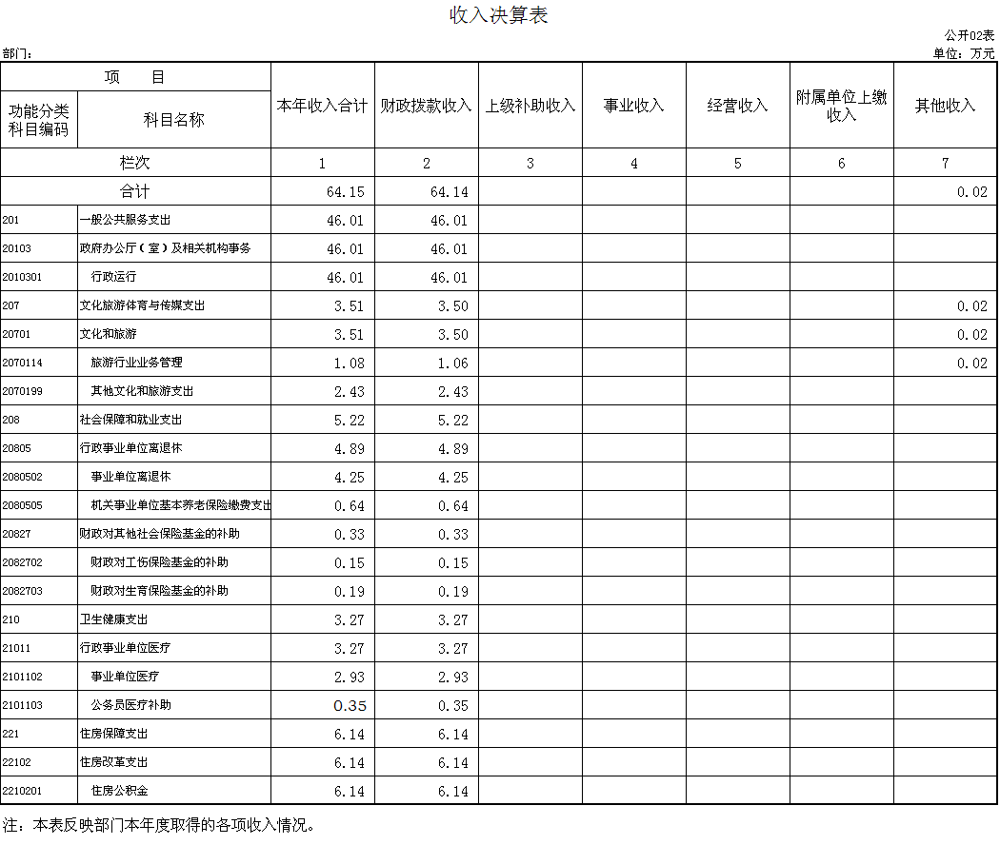 收入决算表
公开02表
部门： 单位：万元
项 目 本年收入合计 财政拨款收入 上级补助收入 事业收入 经营收入 附属单位上缴收入 其他收入
功能分类科目编码 科目名称
栏次 1 2 3 4 5 6 7
合计 64.15 64.14 0.02
201 一般公共服务支出 46.01 46.01
20103 政府办公厅（室）及相关机构事务 46.01 46.01
2010301 行政运行 46.01 46.01
207 文化旅游体育与传媒支出 3.51 3.50 0.02
20701 文化和旅游 3.51 3.50 0.02
2070114 旅游行业业务管理 1.08 1.06 0.02
2070199 其他文化和旅游支出 2.43 2.43
208 社会保障和就业支出 5.22 5.22
20805 行政事业单位离退休 4.89 4.89
2080502 事业单位离退休 4.25 4.25
2080505 机关事业单位基本养老保险缴费支出 0.64 0.64
20827 财政对其他社会保险基金的补助 0.33 0.33
2082702 财政对工伤保险基金的补助 0.15 0.15
2082703 财政对生育保险基金的补助 0.19 0.19
210 卫生健康支出 3.27 3.27
21011 行政事业单位医疗 3.27 3.27
2101102 事业单位医疗 2.93 2.93
2101103 公务员医疗补助 0.35 0.35
221 住房保障支出 6.14 6.14
22102 住房改革支出 6.14 6.14
2210201 住房公积金 6.14 6.14
注：本表反映部门本年度取得的各项收入情况。